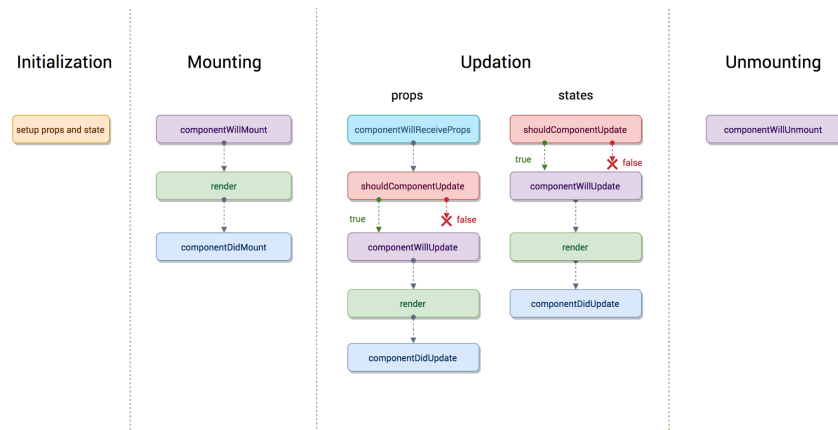 Initialization
Mounting
Updation
Unmounting
props
states
setup props and state
componentWillMount
componentWillReceiveProps
shouldComponentUpdate
componentWillUnmount
true
false
render
shouldComponentUpdate
componentWillUpdate
true
false
componentDidMount
componentWillUpdate
render
render
componentDidUpdate
componentDidUpdate